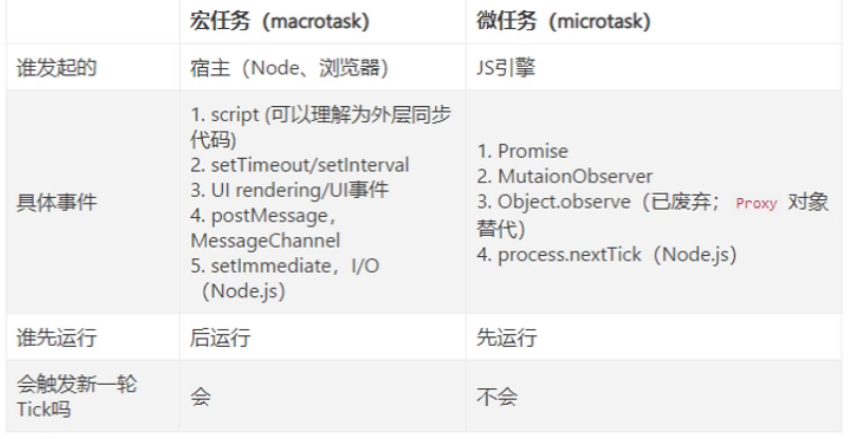 宏任务（macrotask)
微任务（microtask)
谁发起的
宿主（Node、浏览器）
JS引擎
具体事件
1. script (可以理解为外层同步
代码)
2. setTimeout/setInterval
3. UI rendering/UI事件
4. postMessage，
MessageChannel
5. setImmediate，I/O
（Node.js）
1. Promise
2. MutaionObserver
3. Object.observe（已废弃；Proxy 对象
替代）
4. process.nextTick（Node.js）
谁先运行
后运行
先运行
会触发新一轮
Tick吗
会
不会